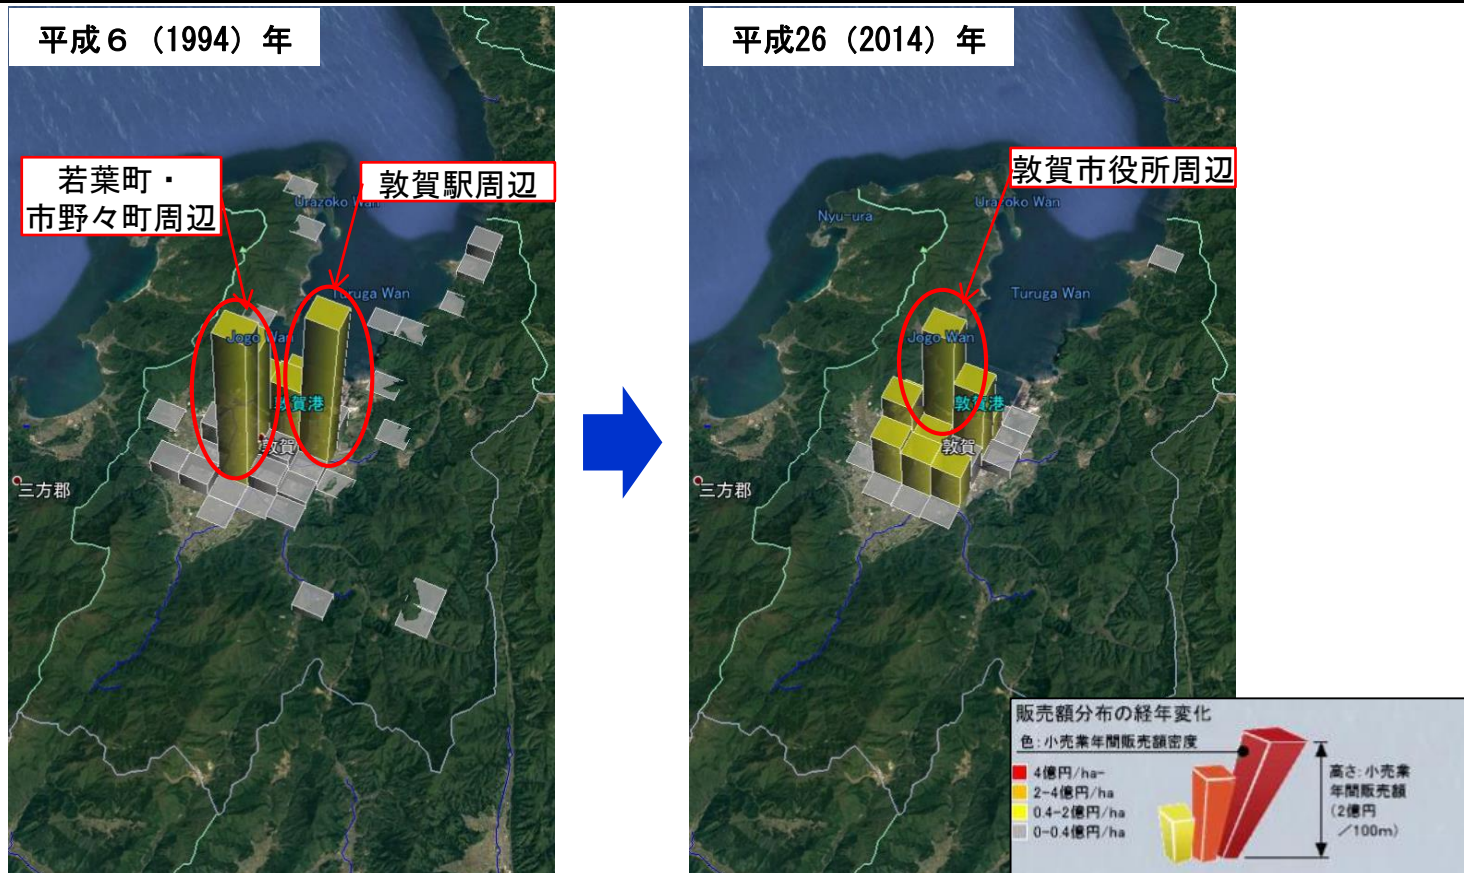 平成６（1994）年
若葉町・
市野々町周辺
敦賀駅周辺
Urazoko Wan
Turuga Wan
Jogo Wan
敦賀港
敦賀
三方郡
平成26（2014）年
敦賀市役所周辺
Nyu-ura
Urazoko Wan
Turuga Wan
Jogo Wan
敦賀港
敦賀
三方郡
販売額分布の経年変化
色：小売業年間販売額密度
4億円/ha-
2-4億円/ha
0.4-2億円/ha
0-0.4億円/ha
高さ：小売業
年間販売額
（2億円
／100m）